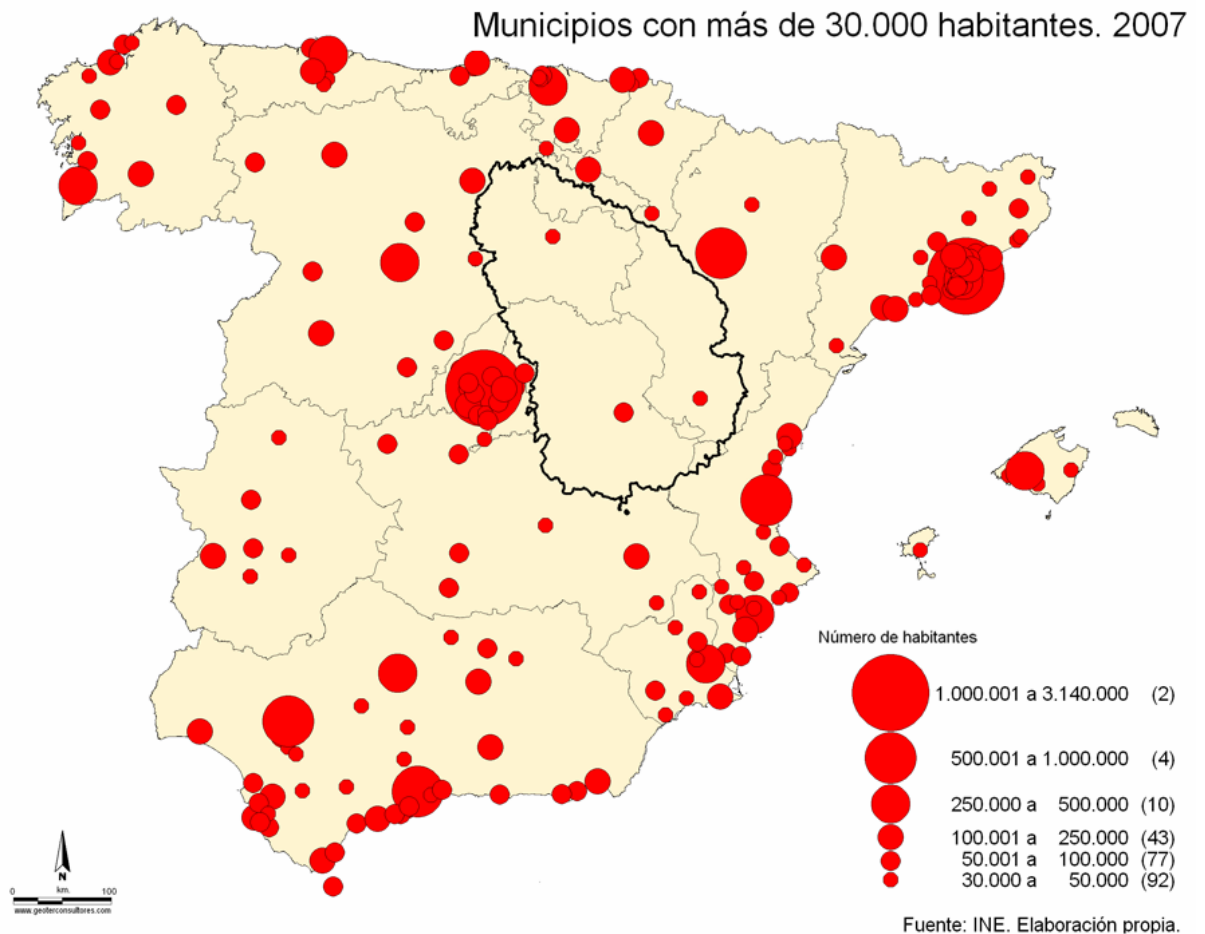 Municipios con más de 30.000 habitantes. 2007
Número de habitantes
1.000.001 a 3.140.000 (2)
500.001 a 1.000.000 (4)
250.000 a 500.000 (10)
100.001 a 250.000 (43)
50.001 a 100.000 (77)
30.000 a 50.000 (92)
N
0 km. 100
www.geoterconsultores.com
Fuente: INE. Elaboración propia.